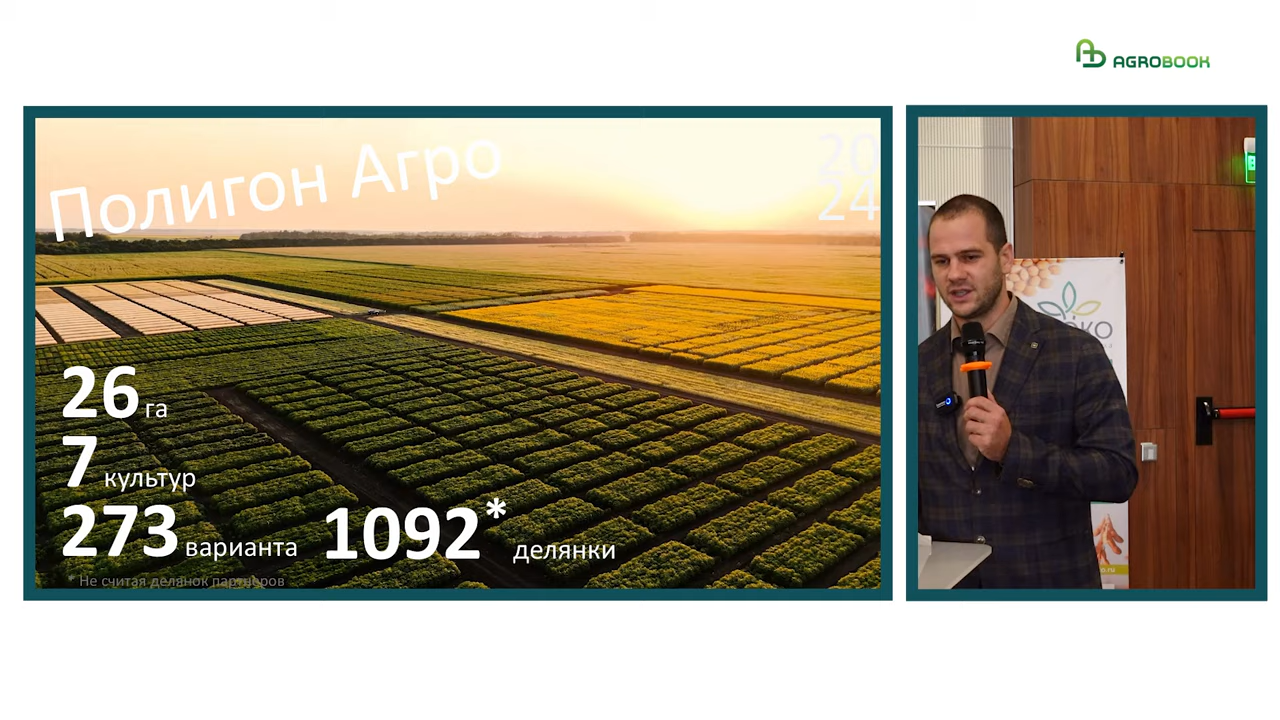 AGROBOOK
Полигон Агро
20
24
26 га
7 культур
273 варианта 1092* делянки
* Не считая делянок партнеров